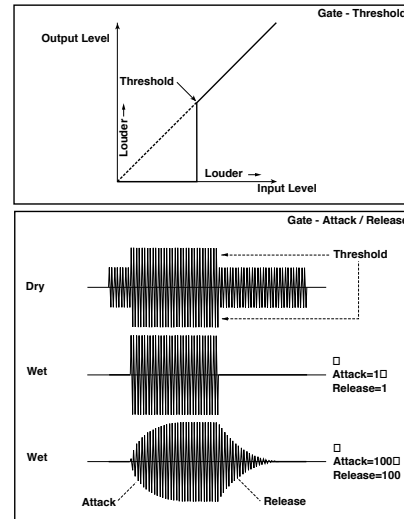 Gate - Threshold
Output Level
Threshold
Louder
Louder
Input Level
Gate - Attack / Release
Threshold
Dry
Wet
Attack=1
Release=1
Wet
Attack=100
Release=100
Attack
Release